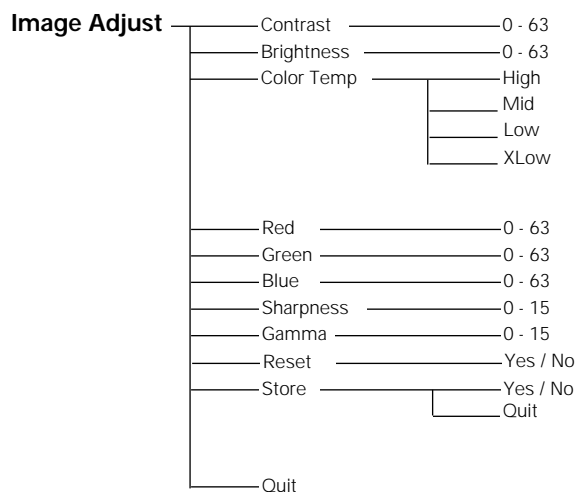 Image Adjust Contrast 0 - 63
Brightness 0 - 63
Color Temp High
Mid
Low
XLow
Red 0 - 63
Green 0 - 63
Blue 0 - 63
Sharpness 0 - 15
Gamma 0 - 15
Reset Yes / No
Store Yes / No
Quit
Quit